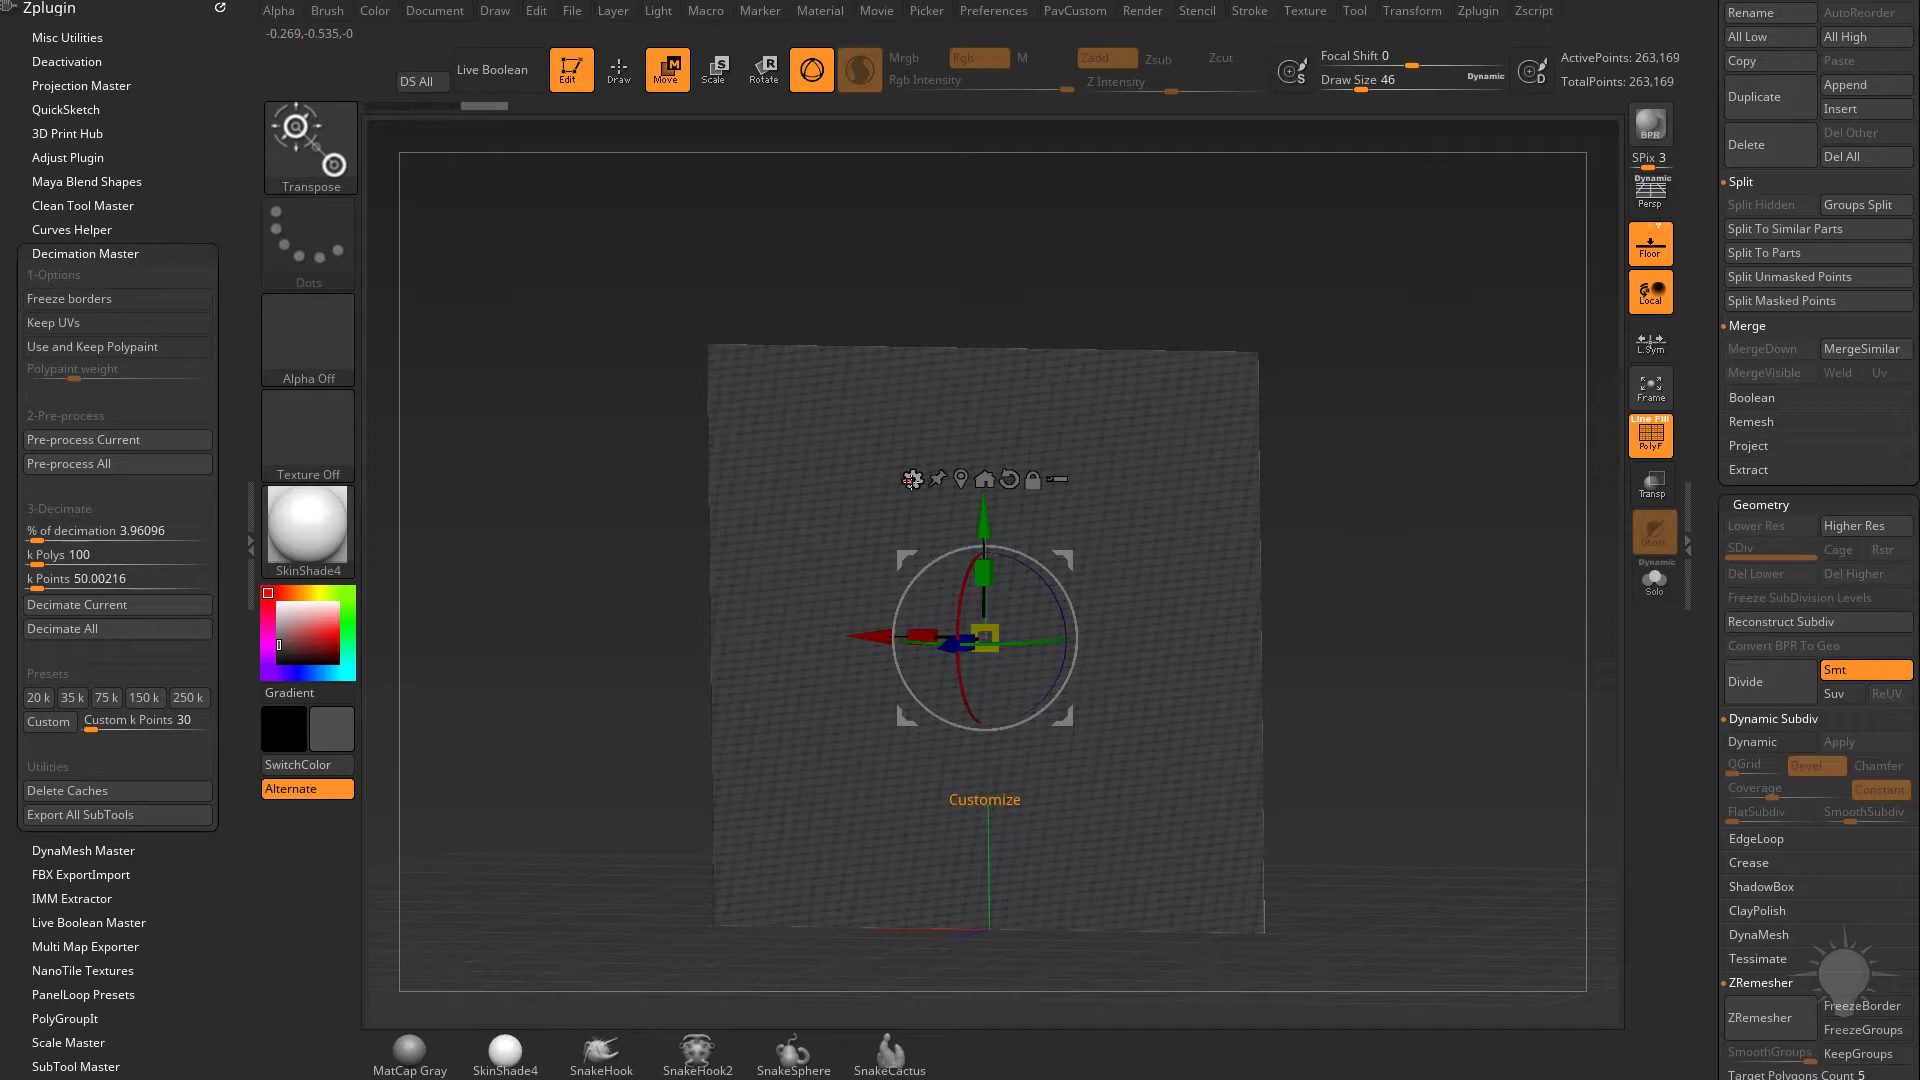 Zplugin
Misc Utilities
Deactivation
Projection Master
QuickSketch
3D Print Hub
Adjust Plugin
Maya Blend Shapes
Clean Tool Master
Curves Helper
Decimation Master
1-Options
Freeze borders
Keep UVs
Use and Keep Polypaint
Polypaint weight
2-Pre-process
Pre-process Current
Pre-process All
3-Decimate
% of decimation 3.96096
k Polys 100
k Points 50.00216
Decimate Current
Decimate All
Presets
20 k 35 k 75 k 150 k 250 k
Custom Custom k Points 30
Utilities
Delete Caches
Export All SubTools
DynaMesh Master
FBX ExportImport
IMM Extractor
Live Boolean Master
Multi Map Exporter
NanoTile Textures
PanelLoop Presets
PolyGroupIt
Scale Master
SubTool Master
Alpha Brush Color Document Draw Edit File Layer Light Macro Marker Material Movie Picker Preferences PavCustom Render Stencil Stroke Texture Tool Transform Zplugin Zscript
-0.269,-0.535,-0
DS All
Live Boolean
Edit
Draw
M
Move
S
Scale
R
Rotate
Mrgb Rgb M
Rgb Intensity
Zadd Zsub Zcut
Z Intensity
S
Focal Shift 0
Draw Size 46
Dynamic
D
ActivePoints: 263,169
TotalPoints: 263,169
Transpose
Dots
Alpha Off
Texture Off
SkinShade4
Gradient
SwitchColor
Alternate
Customize
MatCap Gray
SkinShade4
SnakeHook
SnakeHook2
SnakeSphere
SnakeCactus
BPR
SPix 3
Dynamic
Persp
Floor
Local
L.Sym
Frame
Line Fill
PolyF
Transp
Ghost
Dynamic
Solo
Rename AutoReorder
All Low All High
Copy Paste
Duplicate Append
Insert
Delete Del Other
Del All
Split
Split Hidden Groups Split
Split To Similar Parts
Split To Parts
Split Unmasked Points
Split Masked Points
Merge
MergeDown MergeSimilar
MergeVisible Weld Uv
Boolean
Remesh
Project
Extract
Geometry
Lower Res Higher Res
SDiv Cage Rstr
Del Lower Del Higher
Freeze SubDivision Levels
Reconstruct Subdiv
Convert BPR To Geo
Divide Smt
Suv ReUV
Dynamic Subdiv
Dynamic Apply
QGrid Bevel Chamfer
Coverage Constant
FlatSubdiv SmoothSubdiv
EdgeLoop
Crease
ShadowBox
ClayPolish
DynaMesh
Tessimate
ZRemesher
ZRemesher FreezeBorder
FreezeGroups
SmoothGroups KeepGroups
Target Polygons Count 5